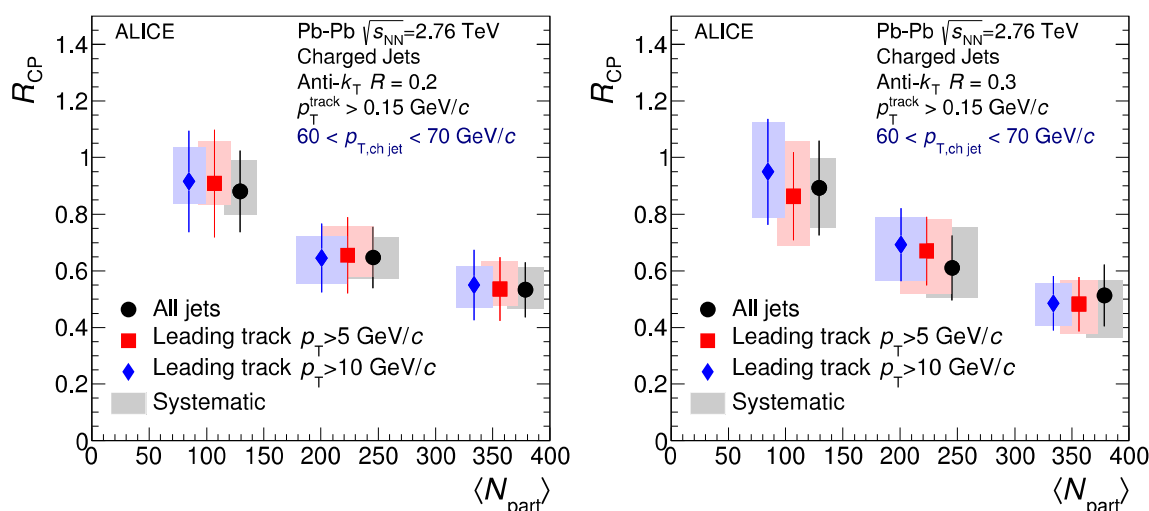 ALICE
Pb-Pb √sNN=2.76 TeV
Charged Jets
Anti-kT R = 0.2
pTtrack > 0.15 GeV/c
60 < pT,ch jet < 70 GeV/c
RCP
1.4
1.2
1
0.8
0.6
0.4
0.2
0
All jets
Leading track pT>5 GeV/c
Leading track pT>10 GeV/c
Systematic
0 50 100 150 200 250 300 350 400
⟨Npart⟩
ALICE
Pb-Pb √sNN=2.76 TeV
Charged Jets
Anti-kT R = 0.3
pTtrack > 0.15 GeV/c
60 < pT,ch jet < 70 GeV/c
RCP
1.4
1.2
1
0.8
0.6
0.4
0.2
0
All jets
Leading track pT>5 GeV/c
Leading track pT>10 GeV/c
Systematic
0 50 100 150 200 250 300 350 400
⟨Npart⟩